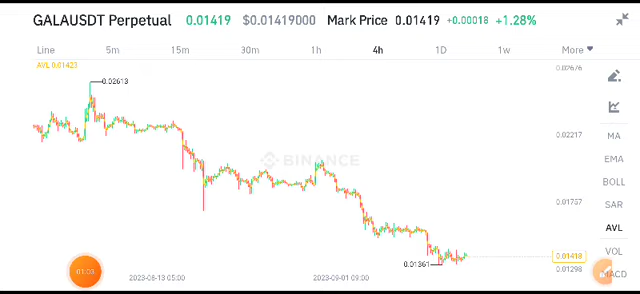 GALAUSDT Perpetual 0.01419 $0.01419000 Mark Price 0.01419 +0.00018 +1.28%
Line 5m 15m 30m 1h 4h 1D 1w More
AVL 0.01423
0.02676
0.02613
0.02217
MA
BINANCE
EMA
BOLL
0.01757
SAR
AVL
VOL
0.01418
0.01361
0.01298
MACD
01:03
2023-08-13 05:00 2023-09-01 09:00